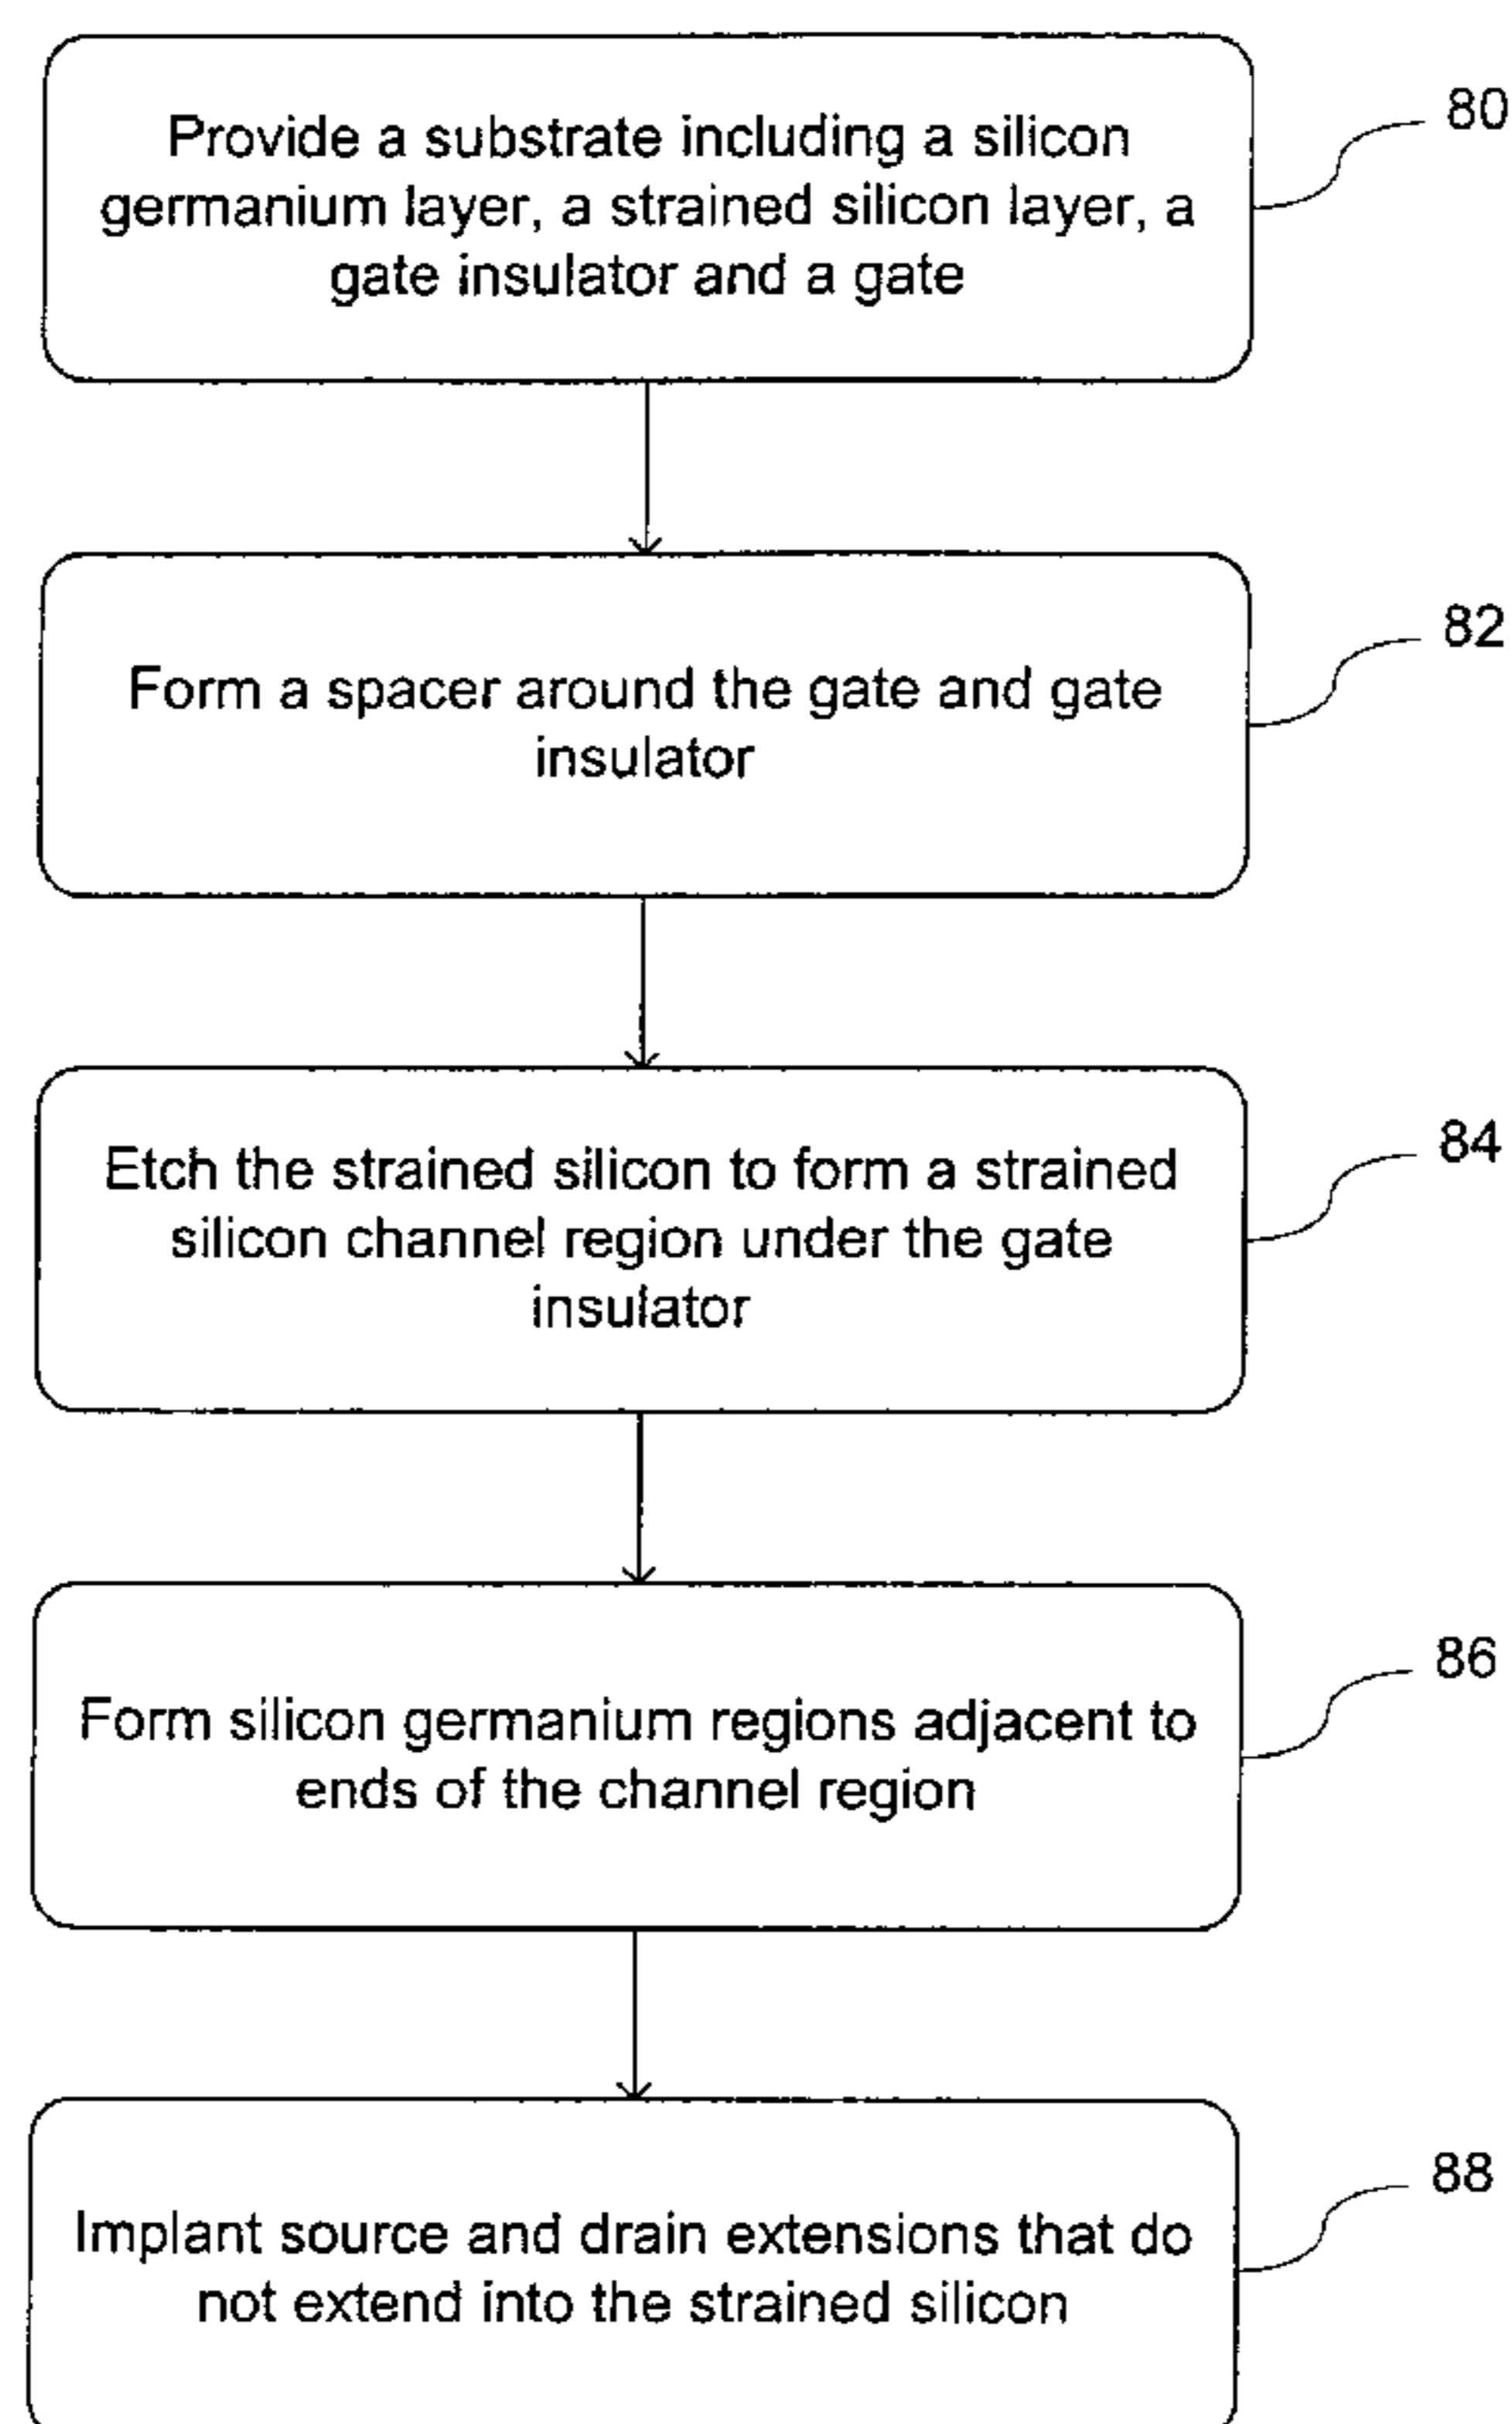 Provide a substrate including a silicon
germanium layer, a strained silicon layer, a
gate insulator and a gate
80
Form a spacer around the gate and gate
insulator
82
Etch the strained silicon to form a strained
silicon channel region under the gate
insulator
84
Form silicon germanium regions adjacent to
ends of the channel region
86
Implant source and drain extensions that do
not extend into the strained silicon
88